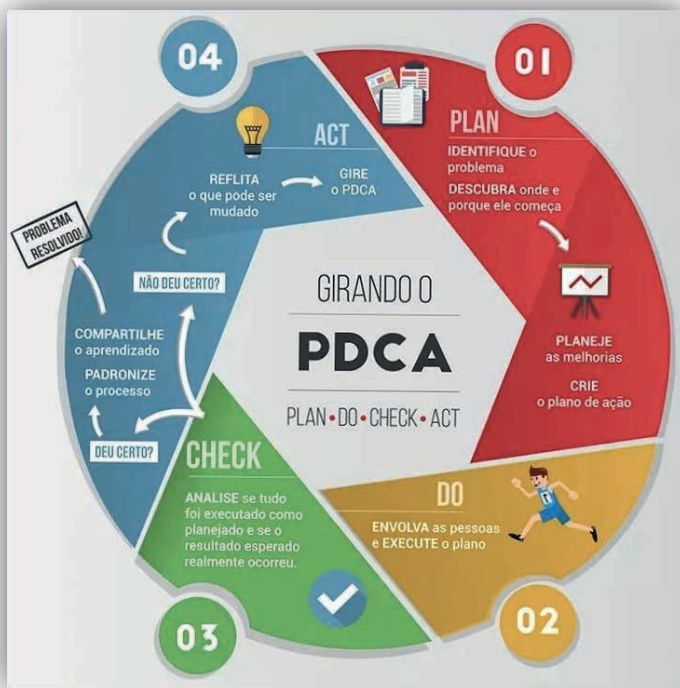 01
PLAN
IDENTIFIQUE o
problema
DESCUBRA onde e
porque ele começa
PLANEJE
as melhorias
CRIE
o plano de ação
02
DO
ENVOLVA as pessoas
e EXECUTE o plano
03
CHECK
ANALISE se tudo
foi executado como
planejado e se o
resultado esperado
realmente ocorreu.
04
ACT
DEU CERTO?
PADRONIZE
o processo
COMPARTILHE
o aprendizado
PROBLEMA
RESOLVIDO!
NÃO DEU CERTO?
REFLITA
o que pode ser
mudado
GIRE
o PDCA
GIRANDO O
PDCA
PLAN•DO•CHECK•ACT